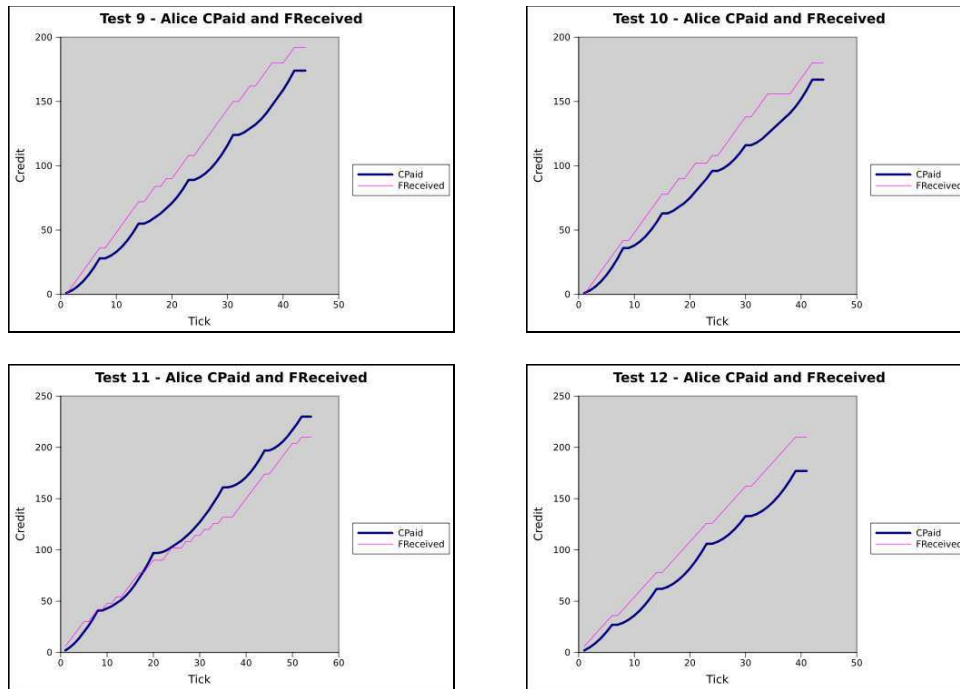 Test 9 - Alice CPaid and FReceived
200
150
100
50
0
Credit
0 10 20 30 40 50
Tick
CPaid
FReceived
Test 10 - Alice CPaid and FReceived
200
150
100
50
0
Credit
0 10 20 30 40 50
Tick
CPaid
FReceived
Test 11 - Alice CPaid and FReceived
250
200
150
100
50
0
Credit
0 10 20 30 40 50 60
Tick
CPaid
FReceived
Test 12 - Alice CPaid and FReceived
250
200
150
100
50
0
Credit
0 10 20 30 40 50
Tick
CPaid
FReceived